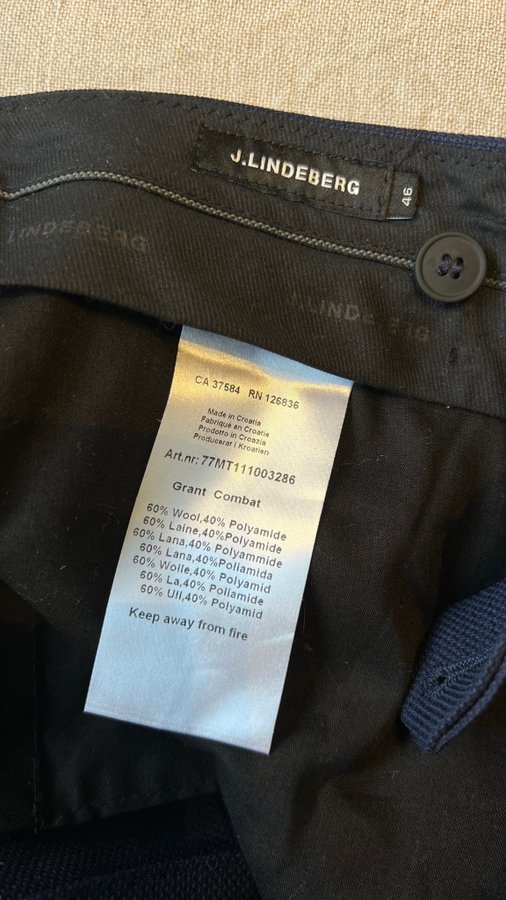 J.LINDEBERG
46
J.LINDEBERG
LINDEBERG
CA 37584 RN 126836
Made in Croatia
Fabriqué en Croatie
Prodotto in Croazia
Producerat i Kroatien
Art.nr: 77MT111003286
Grant Combat
60% Wool,40% Polyamide
60% Laine,40% Polyamide
60% Lana,40% Polyammide
60% Lana,40%Poliamida
60% Wolle,40% Polyamid
60% La,40% Poliamide
60% Ull,40% Polyamid
Keep away from fire